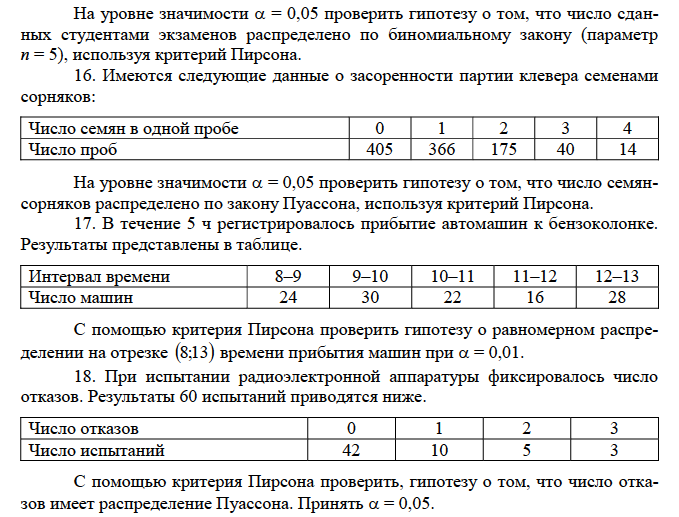 На уровне значимости α = 0,05 проверить гипотезу о том, что число сдан-
ных студентами экзаменов распределено по биномиальному закону (параметр
n = 5), используя критерий Пирсона.
16. Имеются следующие данные о засоренности партии клевера семенами
сорняков:
Число семян в одной пробе 0 1 2 3 4
Число проб 405 366 175 40 14
На уровне значимости α = 0,05 проверить гипотезу о том, что число семян-
сорняков распределено по закону Пуассона, используя критерий Пирсона.
17. В течение 5 ч регистрировалось прибытие автомашин к бензоколонке.
Результаты представлены в таблице.
Интервал времени 8–9 9–10 10–11 11–12 12–13
Число машин 24 30 22 16 28
С помощью критерия Пирсона проверить гипотезу о равномерном распре-
делении на отрезке (8;13) времени прибытия машин при α = 0,01.
18. При испытании радиоэлектронной аппаратуры фиксировалось число
отказов. Результаты 60 испытаний приводятся ниже.
Число отказов 0 1 2 3
Число испытаний 42 10 5 3
С помощью критерия Пирсона проверить, гипотезу о том, что число отка-
зов имеет распределение Пуассона. Принять α = 0,05.